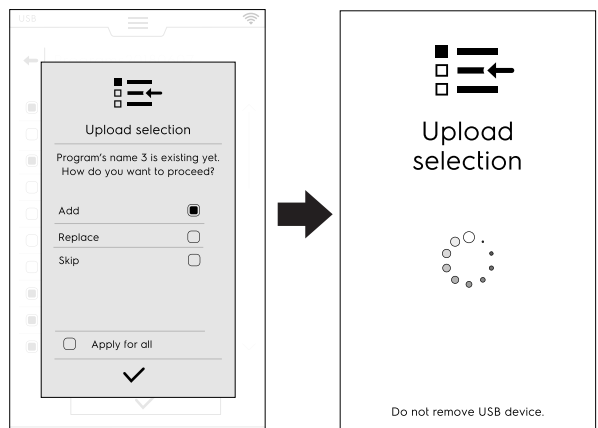 USB
Upload selection
Program's name 3 is existing yet.
How do you want to proceed?
Add
Replace
Skip
Apply for all
Upload
selection
Do not remove USB device.